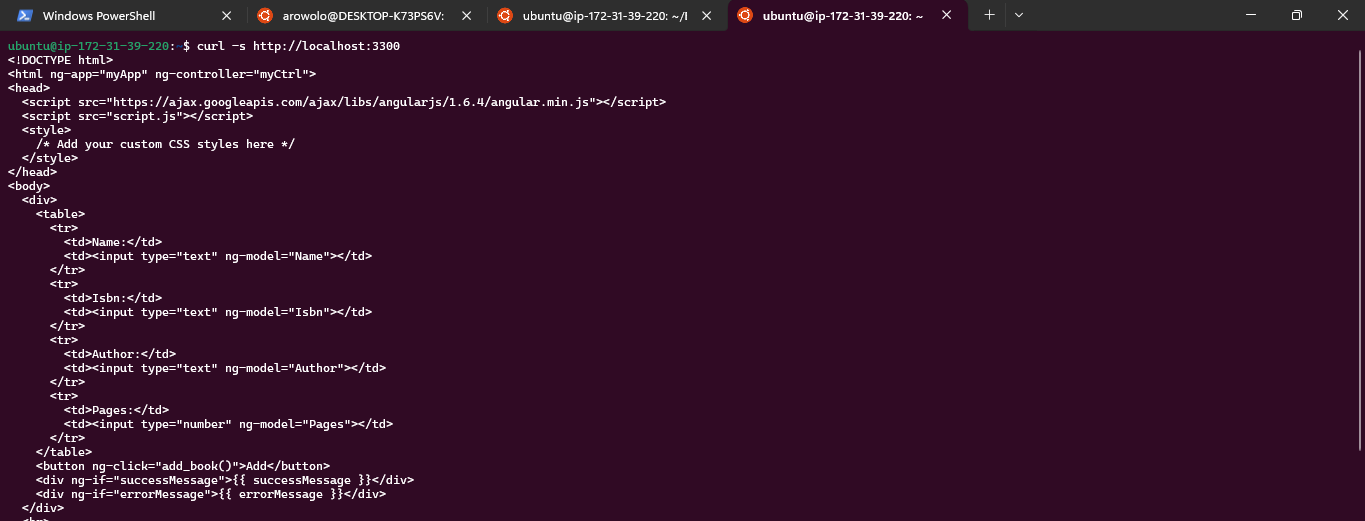 Windows PowerShell
arowolo@DESKTOP-K73PS6V:
ubuntu@ip-172-31-39-220: ~/
ubuntu@ip-172-31-39-220: ~
ubuntu@ip-172-31-39-220:~$ curl -s http://localhost:3300
<!DOCTYPE html>
<html ng-app="myApp" ng-controller="myCtrl">
<head>
  <script src="https://ajax.googleapis.com/ajax/libs/angularjs/1.6.4/angular.min.js"></script>
  <script src="script.js"></script>
  <style>
    /* Add your custom CSS styles here */
  </style>
</head>
<body>
  <div>
    <table>
      <tr>
        <td>Name:</td>
        <td><input type="text" ng-model="Name"></td>
      </tr>
      <tr>
        <td>Isbn:</td>
        <td><input type="text" ng-model="Isbn"></td>
      </tr>
      <tr>
        <td>Author:</td>
        <td><input type="text" ng-model="Author"></td>
      </tr>
      <tr>
        <td>Pages:</td>
        <td><input type="number" ng-model="Pages"></td>
      </tr>
    </table>
    <button ng-click="add_book()">Add</button>
    <div ng-if="successMessage">{{ successMessage }}</div>
    <div ng-if="errorMessage">{{ errorMessage }}</div>
  </div>